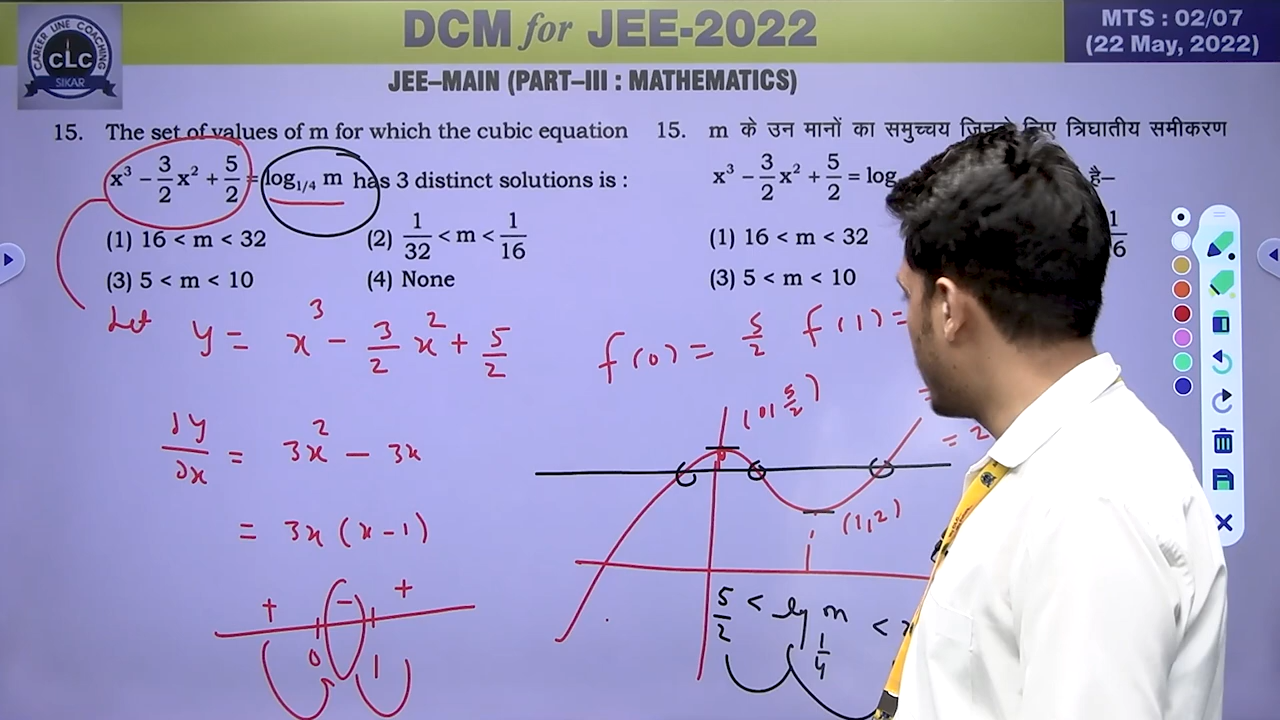 DCM for JEE-2022
MTS : 02/07
(22 May, 2022)
CAREER LINE COACHING
CLC
SIKAR
JEE–MAIN (PART–III : MATHEMATICS)
15. The set of values of m for which the cubic equation
x³ − 3/2 x² + 5/2 = log₁/₄ m has 3 distinct solutions is :
(1) 16 < m < 32 (2) 1/32 < m < 1/16
(3) 5 < m < 10 (4) None
15. m के उन मानों का समुच्चय जिनके लिए त्रिघातीय समीकरण
x³ − 3/2 x² + 5/2 = log है–
(1) 16 < m < 32
(3) 5 < m < 10
Let y = x³ − 3/2 x² + 5/2
dy/dx = 3x² − 3x
= 3x (x−1)
+ − +
0 1
f(0) = 5/2 f(1) =
= 2
(0, 5/2)
(1,2)
1
5/2 < log 1/4 m <